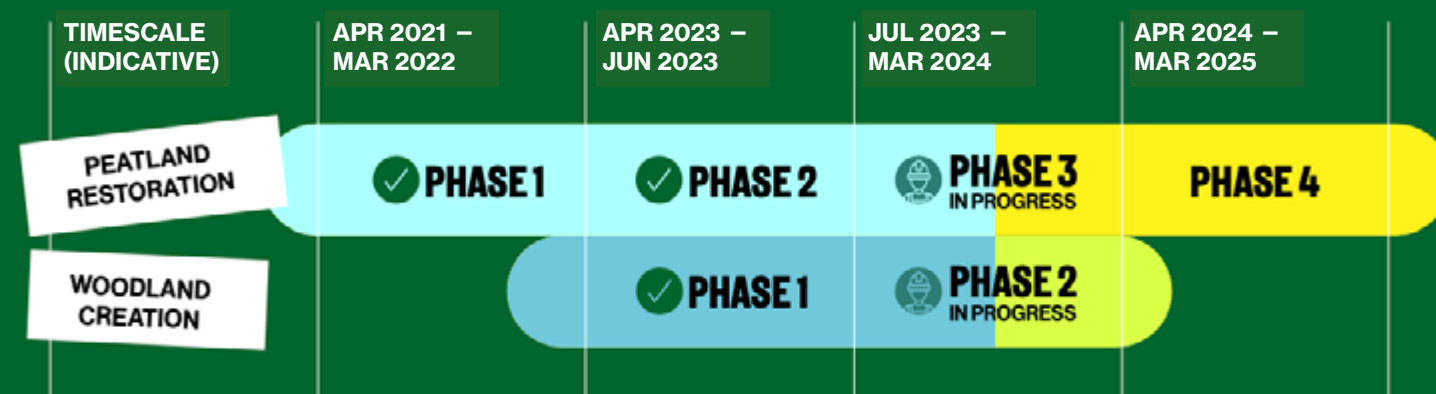 TIMESCALE
(INDICATIVE)
APR 2021 –
MAR 2022
APR 2023 –
JUN 2023
JUL 2023 –
MAR 2024
APR 2024 –
MAR 2025
PEATLAND
RESTORATION
PHASE 1
PHASE 2
PHASE 3
IN PROGRESS
PHASE 4
WOODLAND
CREATION
PHASE 1
PHASE 2
IN PROGRESS